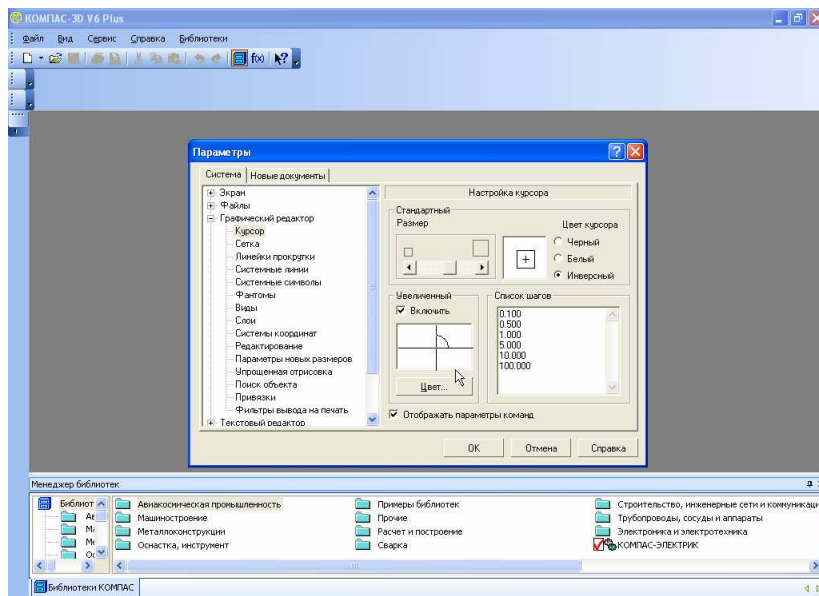 КОМПАС-3D V6 Plus
Файл Вид Сервис Справка Библиотеки
f(x)
Параметры
Система Новые документы
Экран
Файлы
Графический редактор
Курсор
Сетка
Линейки прокрутки
Системные линии
Системные символы
Фантомы
Виды
Слои
Системы координат
Редактирование
Параметры новых размеров
Упрощенная отрисовка
Поиск объекта
Привязки
Фильтры вывода на печать
Текстовый редактор
Настройка курсора
Стандартный
Размер
Цвет курсора
Черный
Белый
Инверсный
Увеличенный
Включить
Цвет...
Список шагов
0.100
0.500
1.000
5.000
10.000
100.000
Отображать параметры команд
OK Отмена Справка
Менеджер библиотек
Библиот
Ав
Ма
Ме
Ос
Авиакосмическая промышленность
Машиностроение
Металлоконструкции
Оснастка, инструмент
Примеры библиотек
Прочие
Расчет и построение
Сварка
Строительство, инженерные сети и коммуникаци
Трубопроводы, сосуды и аппараты
Электроника и электротехника
КОМПАС-ЭЛЕКТРИК
Библиотеки КОМПАС